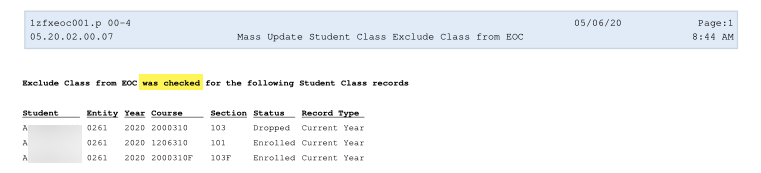 1zfxeoc001.p 00-4 05/06/20 Page:1
05.20.02.00.07 Mass Update Student Class Exclude Class from EOC 8:44 AM
Exclude Class from EOC was checked for the following Student Class records
Student Entity Year Course Section Status Record Type
A 0261 2020 2000310 103 Dropped Current Year
A 0261 2020 1206310 101 Enrolled Current Year
A 0261 2020 2000310F 103F Enrolled Current Year